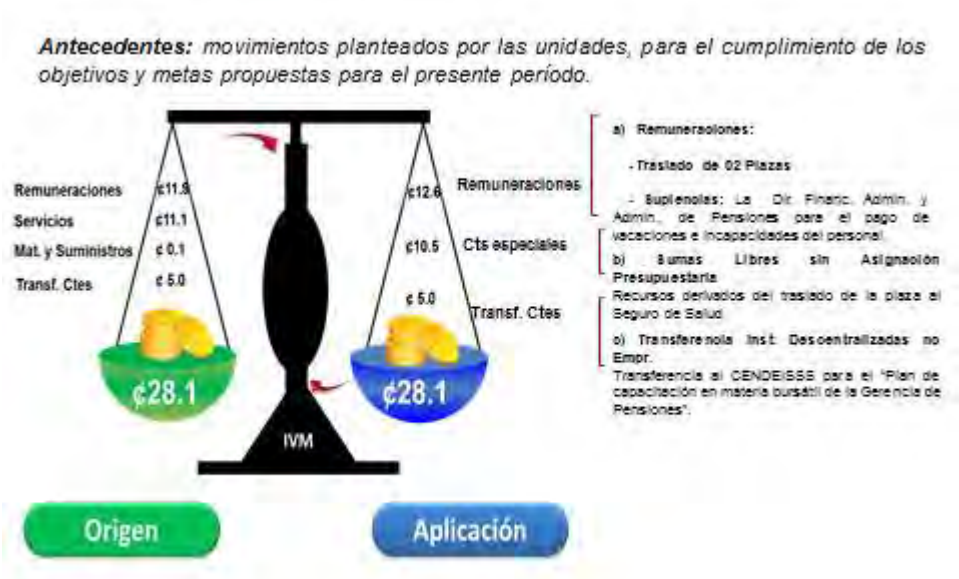 Antecedentes: movimientos planteados por las unidades, para el cumplimiento de los
objetivos y metas propuestas para el presente período.
Remuneraciones ¢11.9
Servicios ¢11.1
Mat. y Suministros ¢ 0.1
Transf. Ctes ¢ 5.0
¢28.1
¢12.6 Remuneraciones
¢10.5 Cts especiales
¢ 5.0 Transf. Ctes
¢28.1
IVM
a) Remuneraciones:
- Traslado de 02 Plazas
- Suplencias: La Dir. Financ. Admin. y
Admin., de Pensiones para el pago de
vacaciones e incapacidades del personal.
b) Sumas Libres sin Asignación
Presupuestaria
Recursos derivados del traslado de la plaza al
Seguro de Salud
c) Transferencia Inst. Descentralizadas no
Empr.
Transferencia al CENDEISSS para el "Plan de
capacitación en materia bursátil de la Gerencia de
Pensiones".
Origen
Aplicación